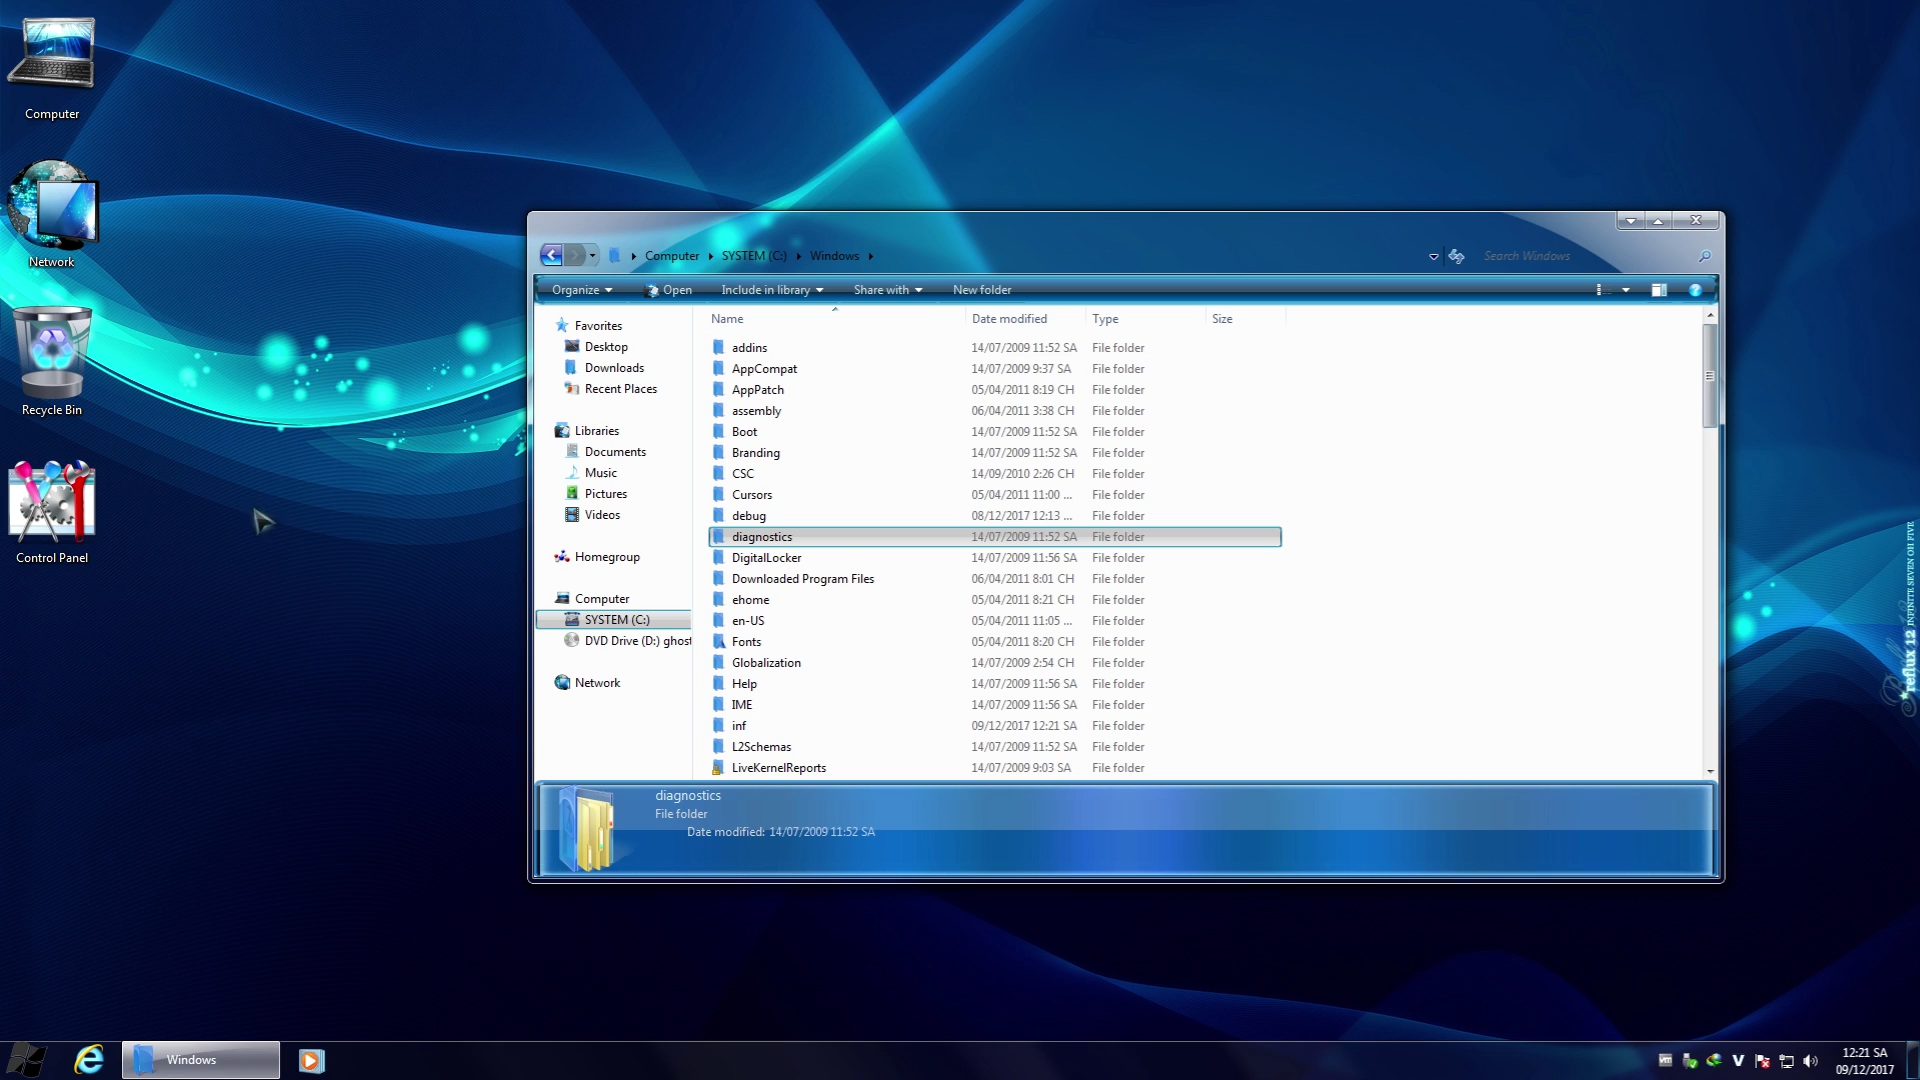 Computer
Network
Recycle Bin
Control Panel
Computer SYSTEM (C:) Windows
Search Windows
Organize Open Include in library Share with New folder
Favorites
Desktop
Downloads
Recent Places
Libraries
Documents
Music
Pictures
Videos
Homegroup
Computer
SYSTEM (C:)
DVD Drive (D:) ghost
Network
Name Date modified Type Size
addins 14/07/2009 11:52 SA File folder
AppCompat 14/07/2009 9:37 SA File folder
AppPatch 05/04/2011 8:19 CH File folder
assembly 06/04/2011 3:38 CH File folder
Boot 14/07/2009 11:52 SA File folder
Branding 14/07/2009 11:52 SA File folder
CSC 14/09/2010 2:26 CH File folder
Cursors 05/04/2011 11:00 ... File folder
debug 08/12/2017 12:13 ... File folder
diagnostics 14/07/2009 11:52 SA File folder
DigitalLocker 14/07/2009 11:56 SA File folder
Downloaded Program Files 06/04/2011 8:01 CH File folder
ehome 05/04/2011 8:21 CH File folder
en-US 05/04/2011 11:05 ... File folder
Fonts 05/04/2011 8:20 CH File folder
Globalization 14/07/2009 2:54 CH File folder
Help 14/07/2009 11:56 SA File folder
IME 14/07/2009 11:56 SA File folder
inf 09/12/2017 12:21 SA File folder
L2Schemas 14/07/2009 11:52 SA File folder
LiveKernelReports 14/07/2009 9:03 SA File folder
diagnostics
File folder
Date modified: 14/07/2009 11:52 SA
*reflux 12 INFINITE SEVEN OH FIVE
Windows
vm V
12:21 SA
09/12/2017